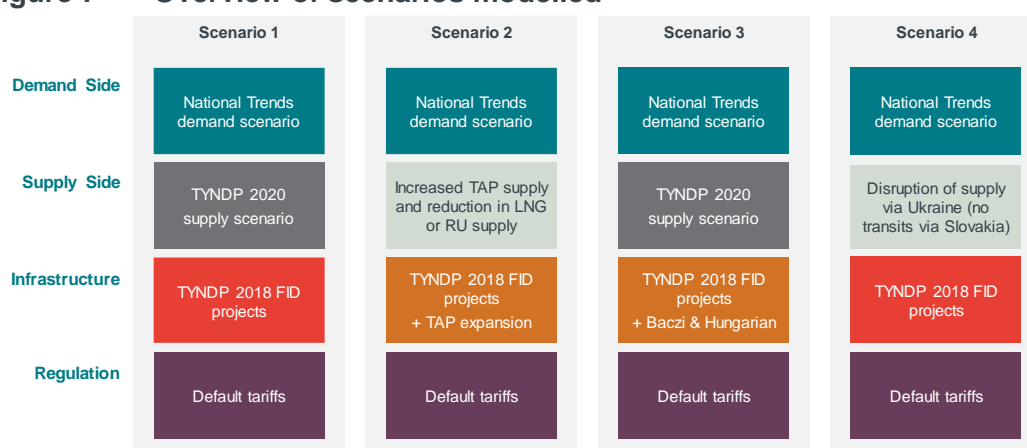 Overview of scenarios modelled
Scenario 1
Scenario 2
Scenario 3
Scenario 4
Demand Side
National Trends
demand scenario
National Trends
demand scenario
National Trends
demand scenario
National Trends
demand scenario
Supply Side
TYNDP 2020
supply scenario
Increased TAP supply
and reduction in LNG
or RU supply
TYNDP 2020
supply scenario
Disruption of supply
via Ukraine (no
transits via Slovakia)
Infrastructure
TYNDP 2018 FID
projects
TYNDP 2018 FID
projects
+ TAP expansion
TYNDP 2018 FID
projects
+ Baczi & Hungarian
TYNDP 2018 FID
projects
Regulation
Default tariffs
Default tariffs
Default tariffs
Default tariffs